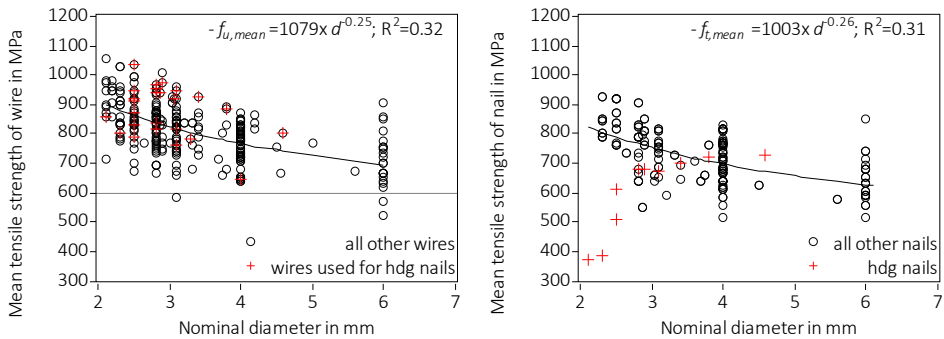 - f_u,mean =1079x d^-0.25; R²=0.32
Mean tensile strength of wire in MPa
1200
1100
1000
900
800
700
600
500
400
300
all other wires
wires used for hdg nails
2 3 4 5 6 7
Nominal diameter in mm
- f_t,mean =1003x d^-0.26; R²=0.31
Mean tensile strength of nail in MPa
1200
1100
1000
900
800
700
600
500
400
300
all other nails
hdg nails
2 3 4 5 6 7
Nominal diameter in mm